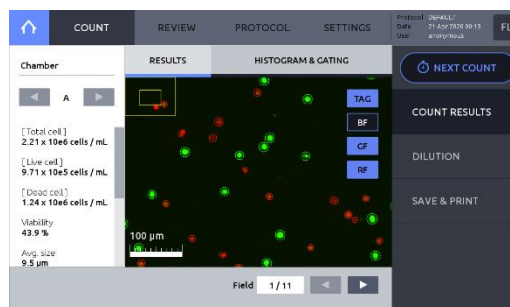 COUNT
REVIEW
PROTOCOL
SETTINGS
Protocol DEFAULT
Date 21 Apr 2020 00:13
User anonymous
FL
Chamber
A
[Total cell]
2.21 x 10e6 cells / mL
[Live cell]
9.71 x 10e5 cells / mL
[Dead cell]
1.24 x 10e6 cells / mL
Viability
43.9 %
Avg. size
9.5 μm
RESULTS
HISTOGRAM & GATING
TAG
BF
GF
RF
100 μm
Field 1 / 11
NEXT COUNT
COUNT RESULTS
DILUTION
SAVE & PRINT